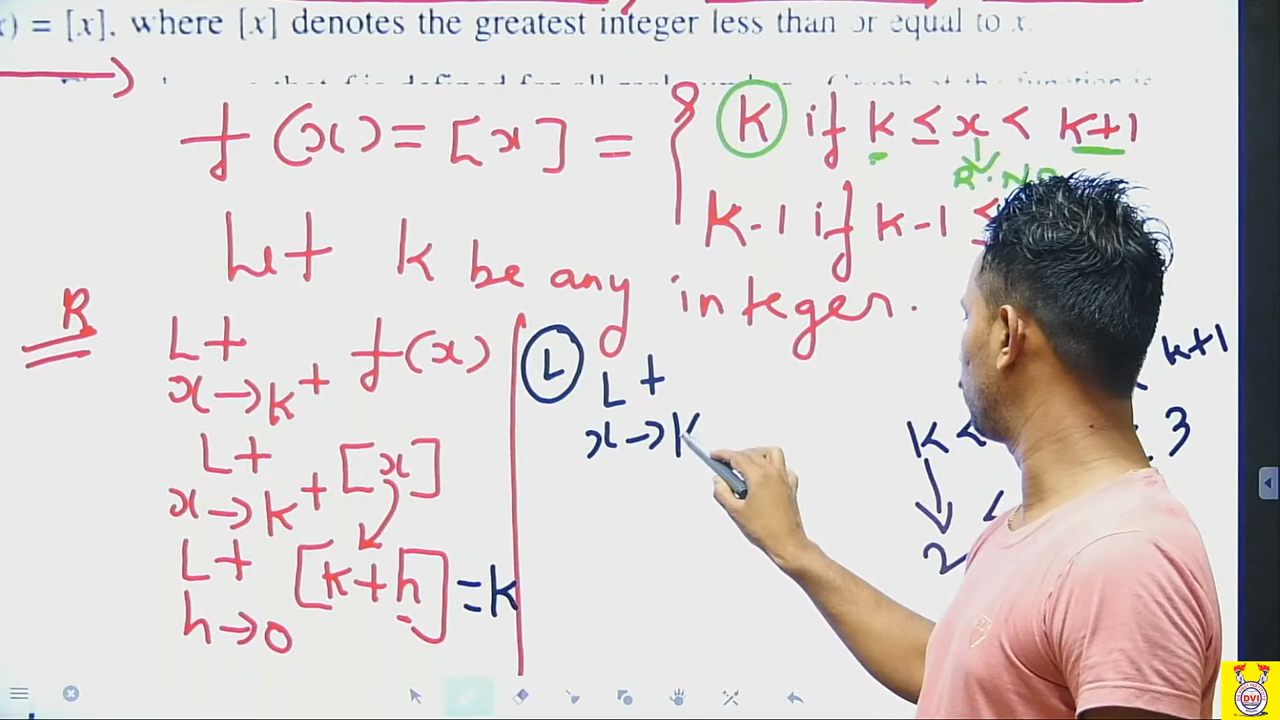 ) = [x], where [x] denotes the greatest integer less than or equal to x
f(x) = [x] = { K if k ≤ x < k+1
R.N
K-1 if k-1 ≤
Let k be any integer.
R
Lt f(x)
x→k+
Lt [x]
x→k+
Lt [k+h] = k
h→0
L
Lt
x→K
k+1
k <
3
2
<
DVI